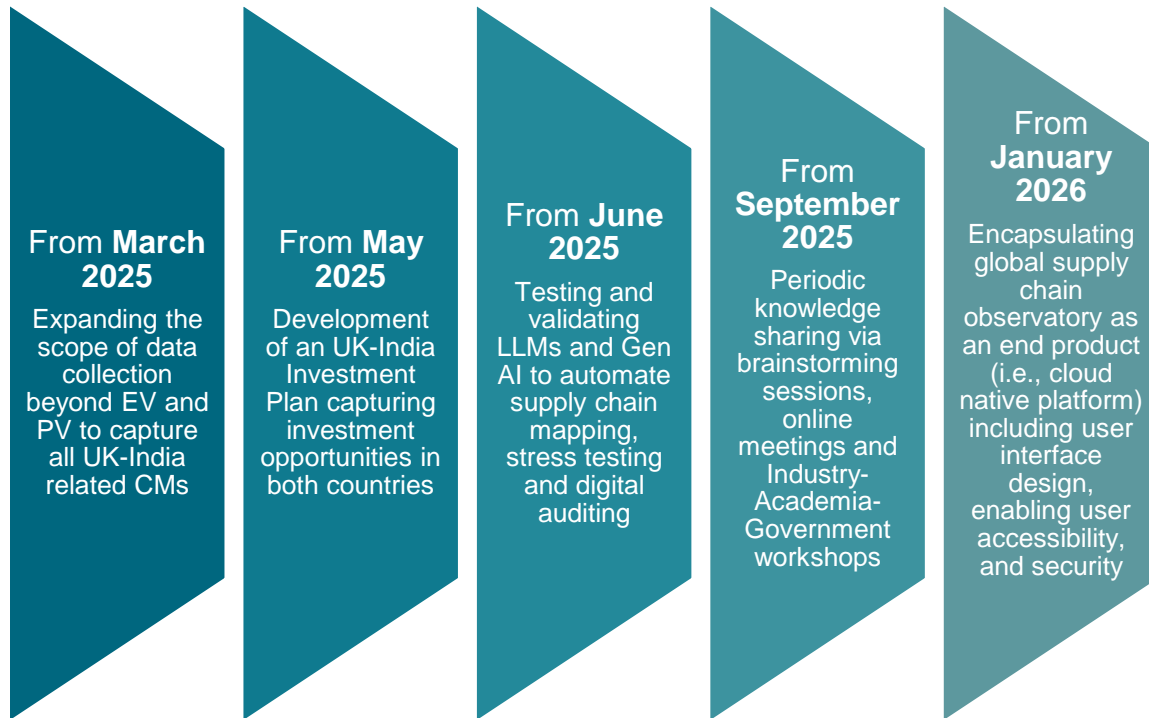 From March
2025
Expanding the
scope of data
collection
beyond EV and
PV to capture
all UK-India
related CMs
From May
2025
Development
of an UK-India
Investment
Plan capturing
investment
opportunities in
both countries
From June
2025
Testing and
validating
LLMs and Gen
AI to automate
supply chain
mapping,
stress testing
and digital
auditing
From
September
2025
Periodic
knowledge
sharing via
brainstorming
sessions,
online
meetings and
Industry-
Academia-
Government
workshops
From
January
2026
Encapsulating
global supply
chain
observatory as
an end product
(i.e., cloud
native platform)
including user
interface
design,
enabling user
accessibility,
and security